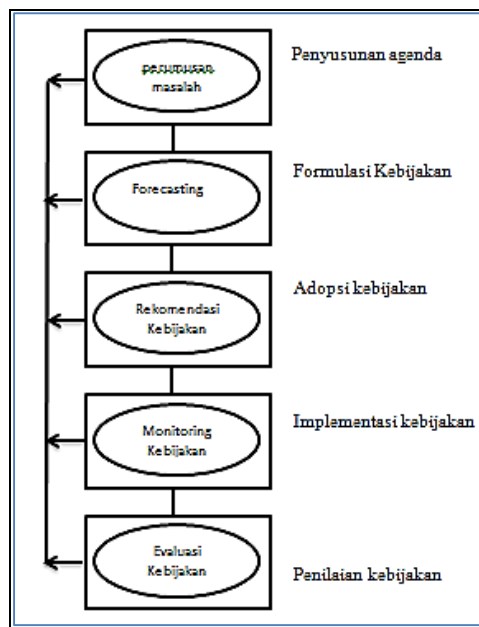 perumusan
masalah
Penyusunan agenda
Forecasting
Formulasi Kebijakan
Rekomendasi
Kebijakan
Adopsi kebijakan
Monitoring
Kebijakan
Implementasi kebijakan
Evaluasi
Kebijakan
Penilaian kebijakan